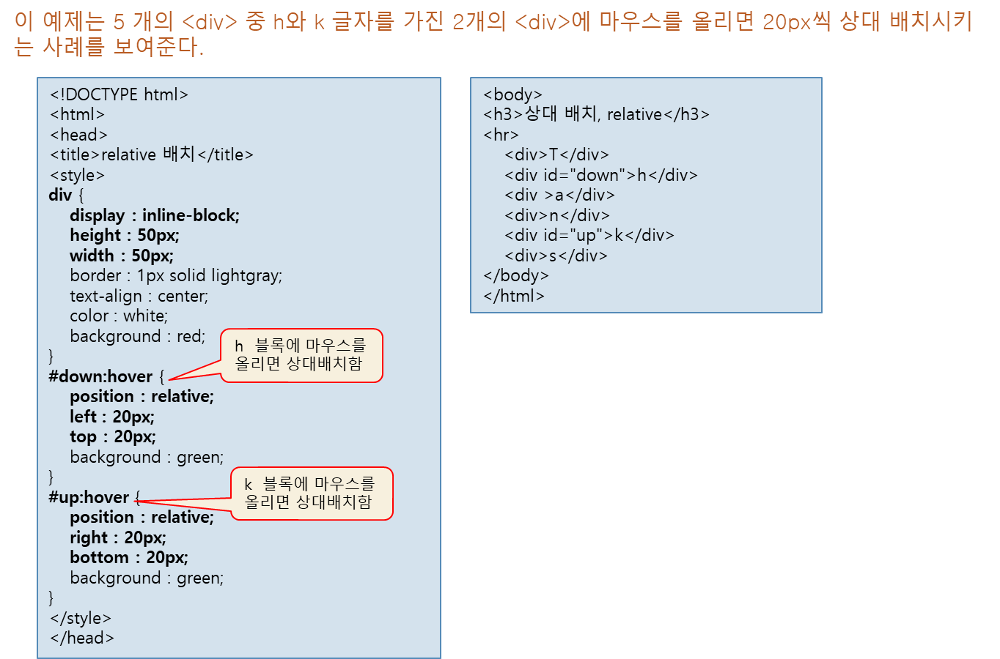 이 예제는 5 개의 <div> 중 h와 k 글자를 가진 2개의 <div>에 마우스를 올리면 20px씩 상대 배치시키
는 사례를 보여준다.
<!DOCTYPE html>
<html>
<head>
<title>relative 배치</title>
<style>
div {
display : inline-block;
height : 50px;
width : 50px;
border : 1px solid lightgray;
text-align : center;
color : white;
background : red;
}
#down:hover {
position : relative;
left : 20px;
top : 20px;
background : green;
}
#up:hover {
position : relative;
right : 20px;
bottom : 20px;
background : green;
}
</style>
</head>
h 블록에 마우스를
올리면 상대배치함
k 블록에 마우스를
올리면 상대배치함
<body>
<h3>상대 배치, relative</h3>
<hr>
<div>T</div>
<div id="down">h</div>
<div >a</div>
<div>n</div>
<div id="up">k</div>
<div>s</div>
</body>
</html>